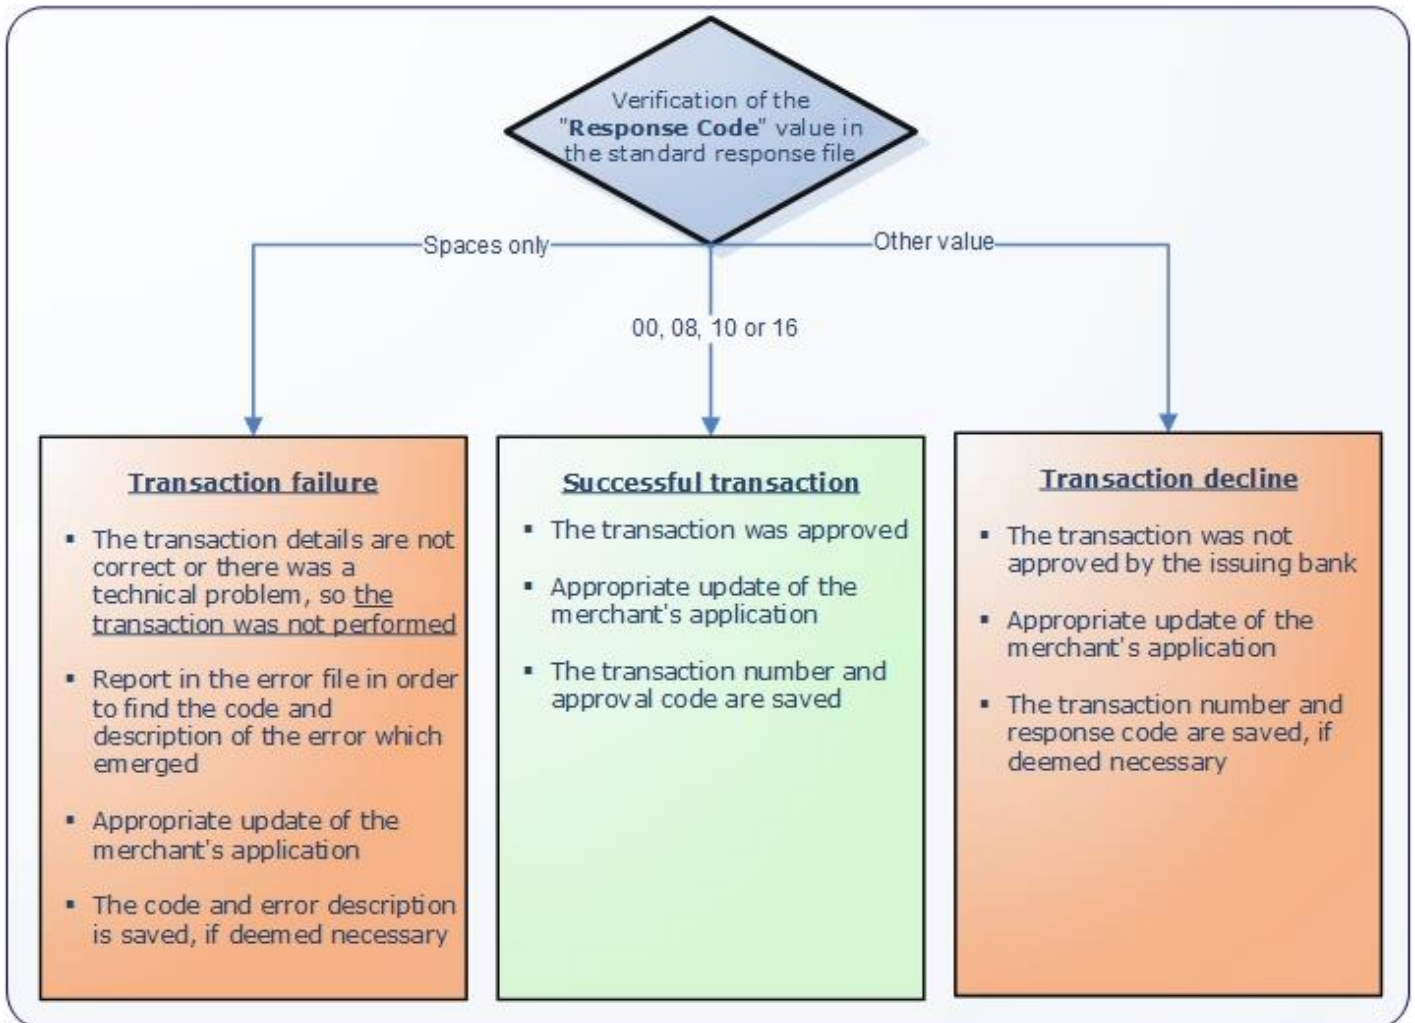 Verification of the
"Response Code" value in
the standard response file
Spaces only
Other value
00, 08, 10 or 16
Transaction failure
▪ The transaction details are not
correct or there was a
technical problem, so the
transaction was not performed
▪ Report in the error file in order
to find the code and
description of the error which
emerged
▪ Appropriate update of the
merchant's application
▪ The code and error description
is saved, if deemed necessary
Successful transaction
▪ The transaction was approved
▪ Appropriate update of the
merchant's application
▪ The transaction number and
approval code are saved
Transaction decline
▪ The transaction was not
approved by the issuing bank
▪ Appropriate update of the
merchant's application
▪ The transaction number and
response code are saved, if
deemed necessary